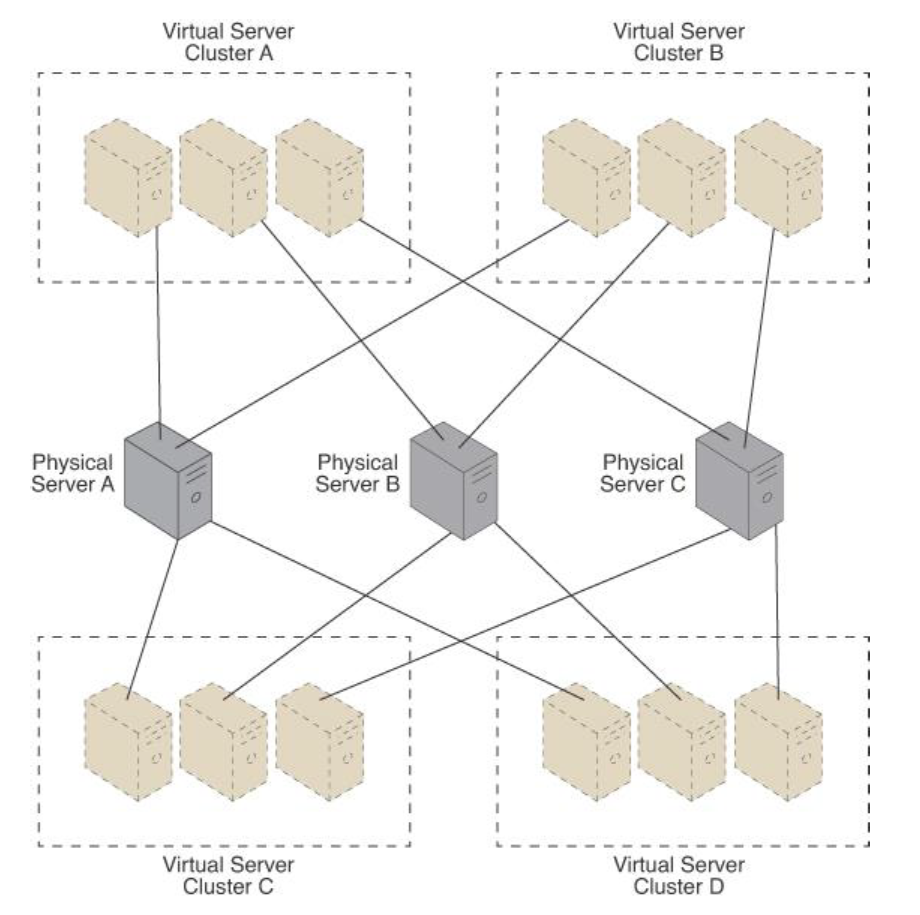 Virtual Server
Cluster A
Virtual Server
Cluster B
Physical
Server A
Physical
Server B
Physical
Server C
Virtual Server
Cluster C
Virtual Server
Cluster D